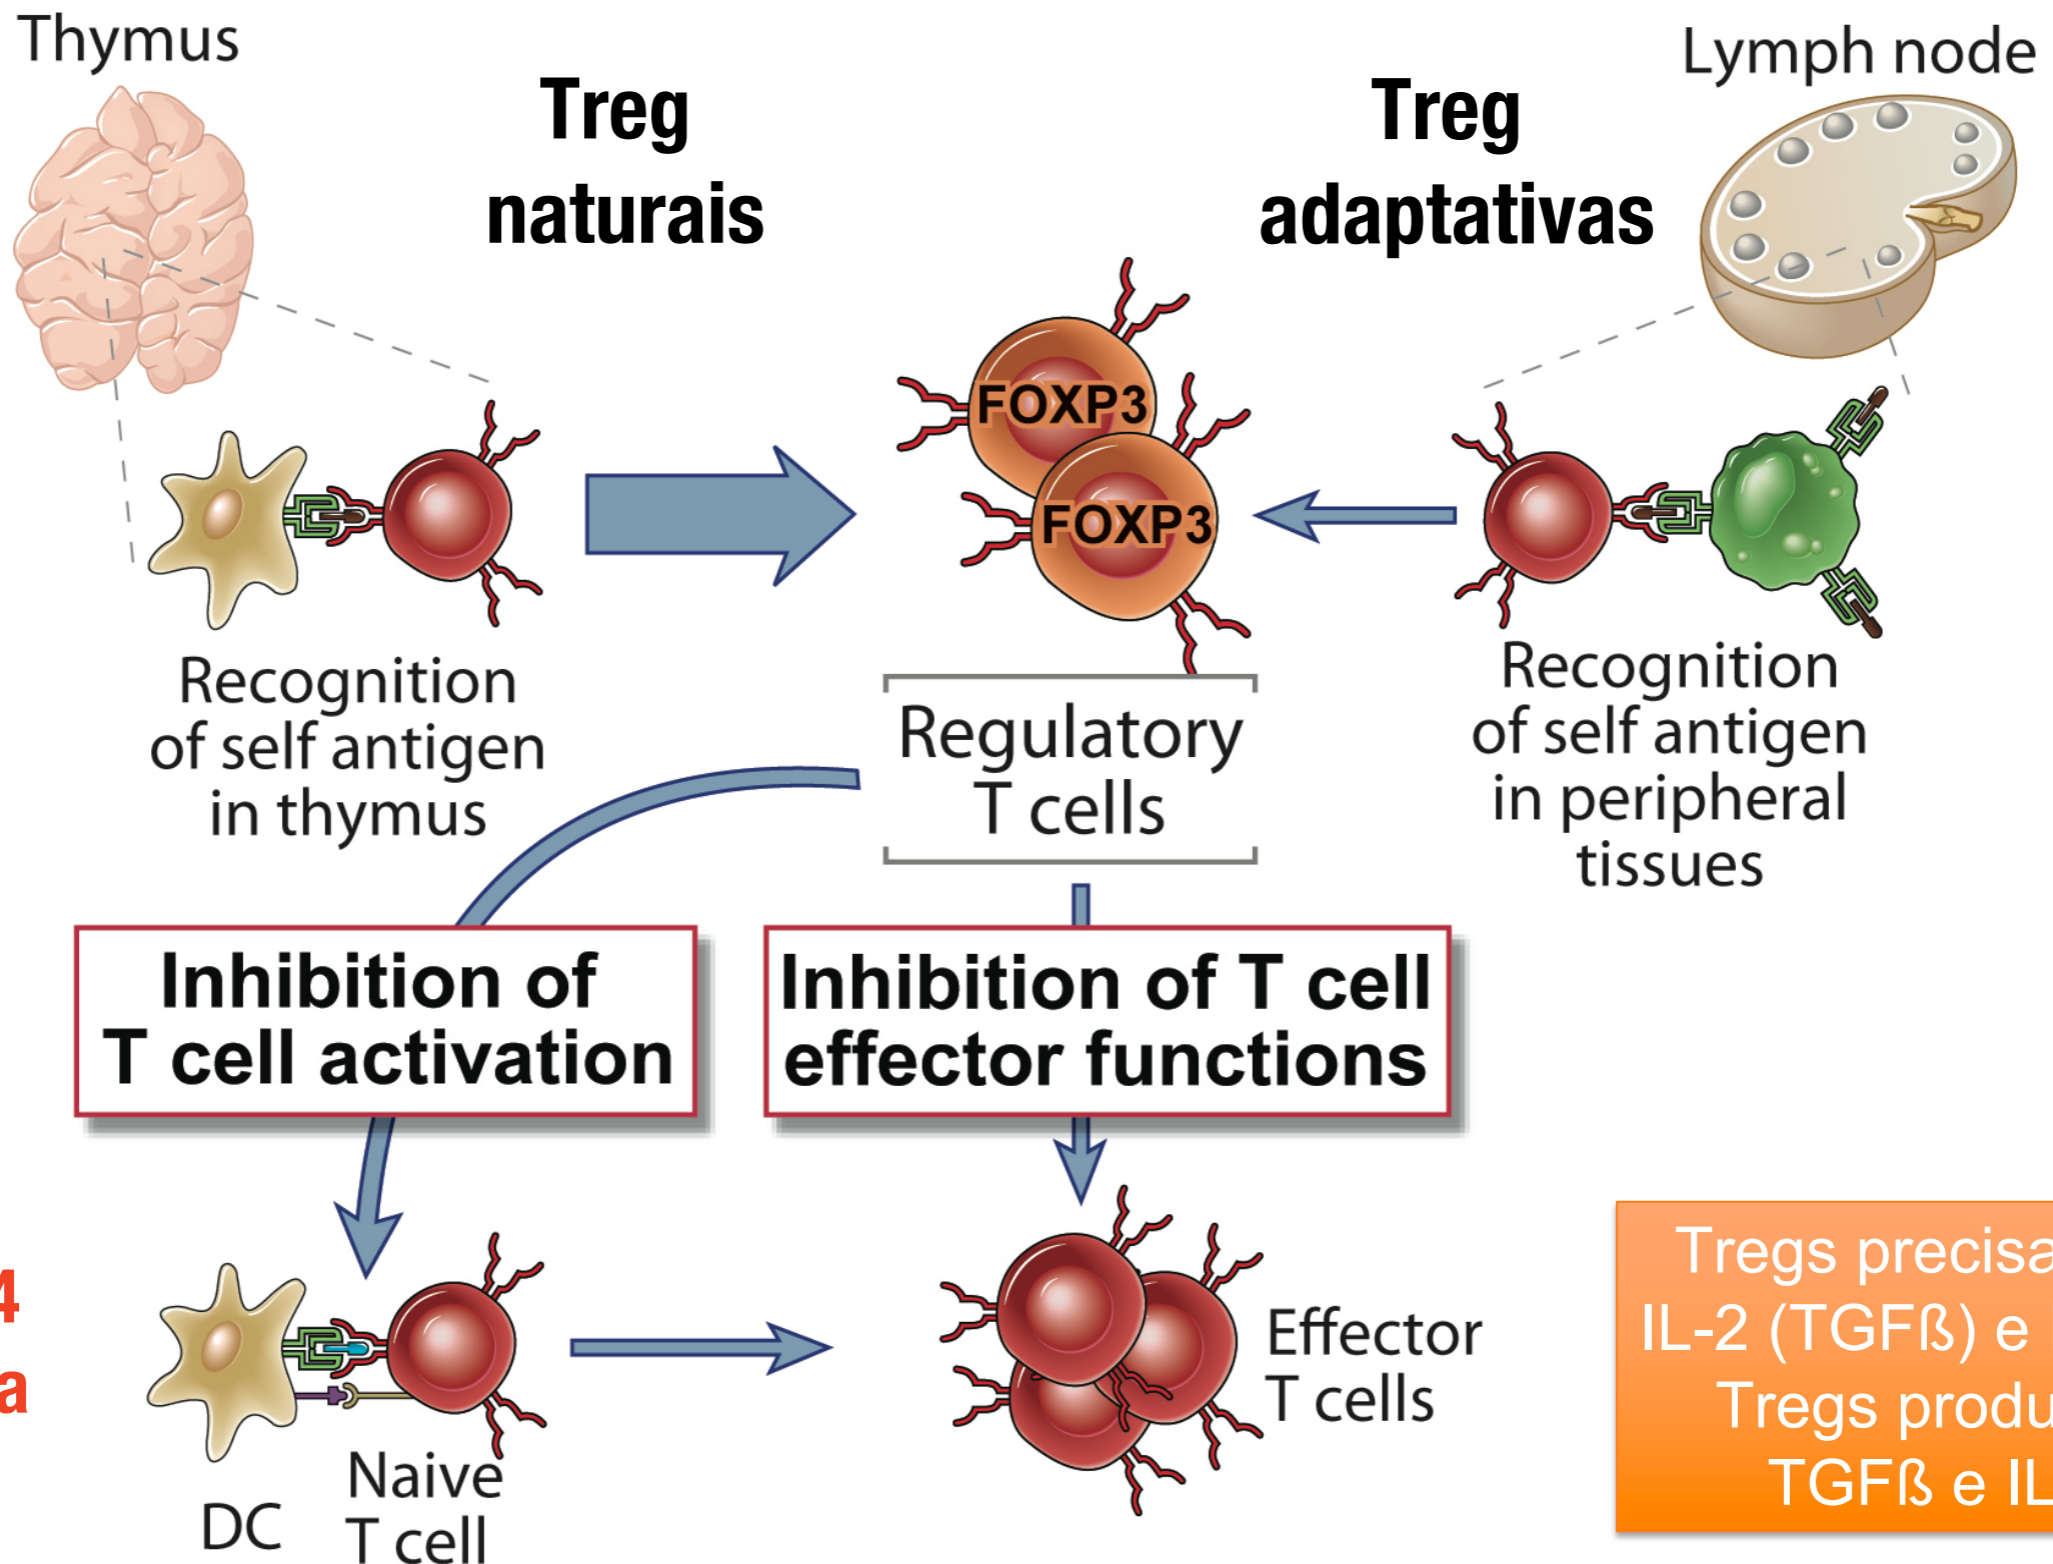 Thymus
Treg
naturais
Treg
adaptativas
Lymph node
FOXP3
FOXP3
Recognition
of self antigen
in thymus
Regulatory
T cells
Recognition
of self antigen
in peripheral
tissues
Inhibition of
T cell activation
Inhibition of T cell
effector functions
4
a
DC
Naive
T cell
Effector
T cells
Tregs precisa
IL-2 (TGFß) e
Tregs produ
TGFß e IL